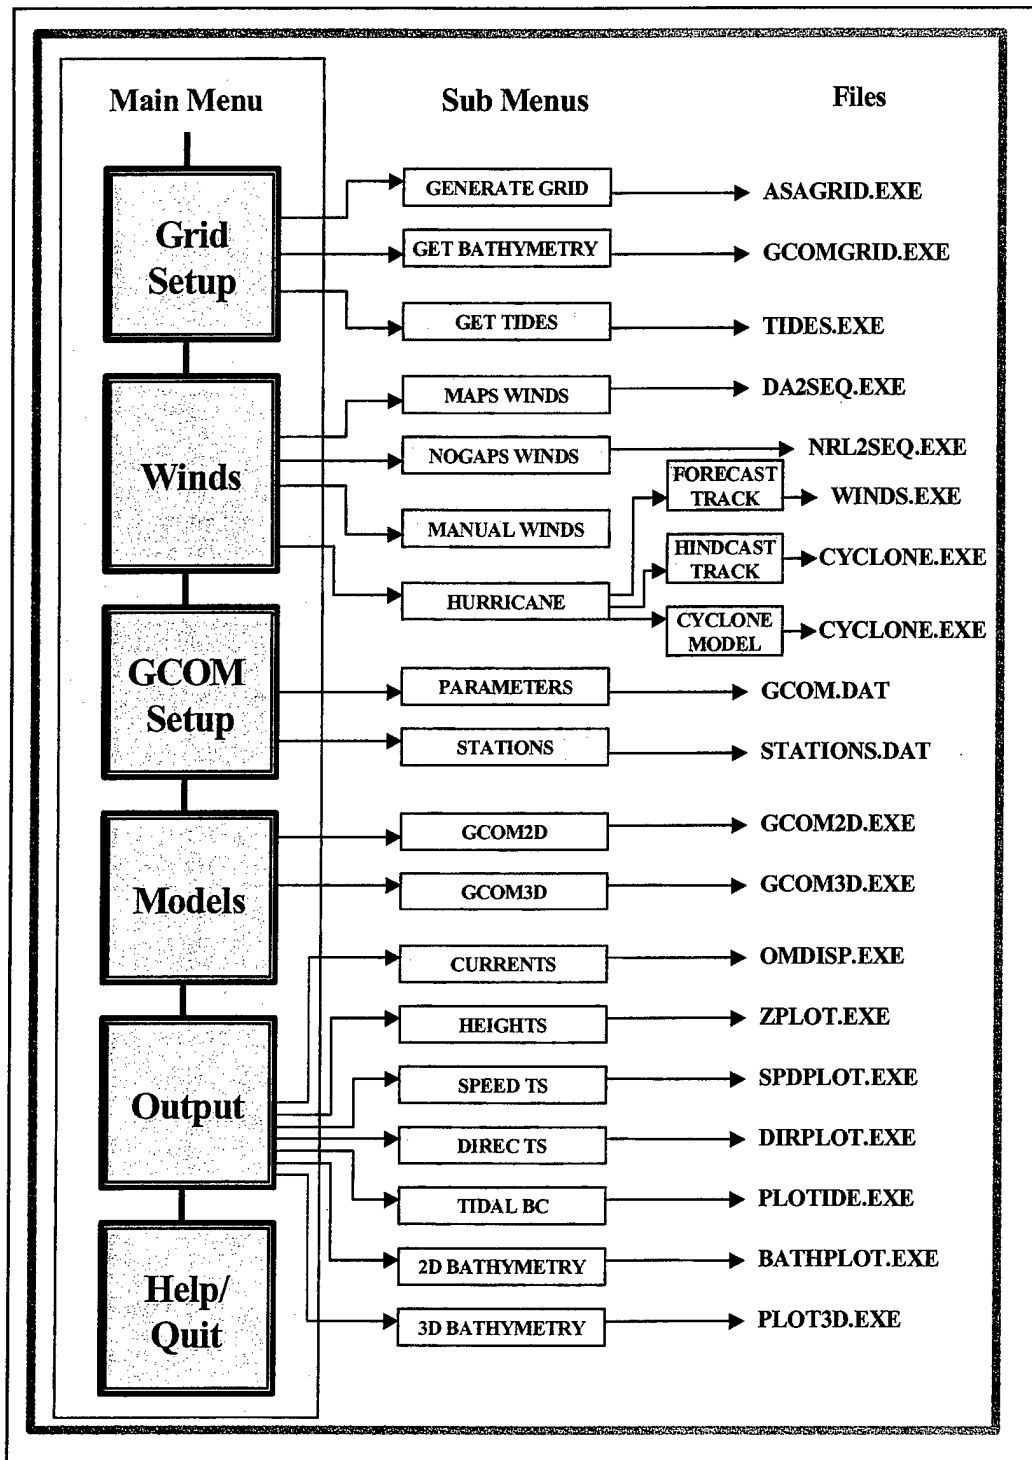 Main Menu
Sub Menus
Files
Grid
Setup
GENERATE GRID
ASAGRID.EXE
GET BATHYMETRY
GCOMGRID.EXE
GET TIDES
TIDES.EXE
Winds
MAPS WINDS
DA2SEQ.EXE
NOGAPS WINDS
NRL2SEQ.EXE
MANUAL WINDS
HURRICANE
FORECAST
TRACK
WINDS.EXE
HINDCAST
TRACK
CYCLONE.EXE
CYCLONE
MODEL
CYCLONE.EXE
GCOM
Setup
PARAMETERS
GCOM.DAT
STATIONS
STATIONS.DAT
Models
GCOM2D
GCOM2D.EXE
GCOM3D
GCOM3D.EXE
Output
CURRENTS
OMDISP.EXE
HEIGHTS
ZPLOT.EXE
SPEED TS
SPDPLOT.EXE
DIREC TS
DIRPLOT.EXE
TIDAL BC
PLOTIDE.EXE
2D BATHYMETRY
BATHPLOT.EXE
3D BATHYMETRY
PLOT3D.EXE
Help/
Quit